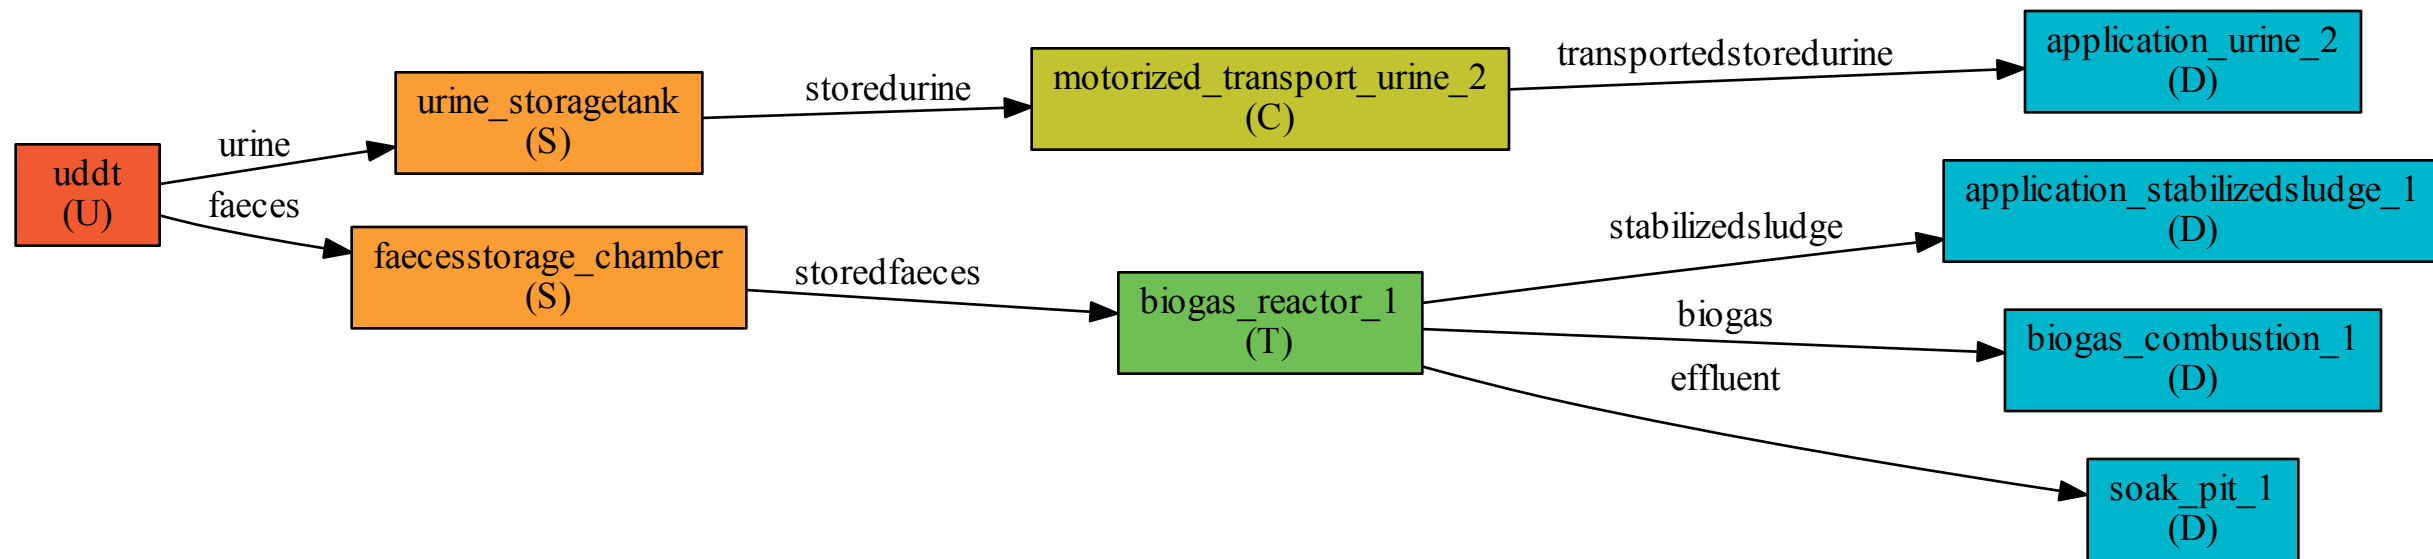 uddt
(U)
urine
faeces
urine_storagetank
(S)
faecesstorage_chamber
(S)
storedurine
storedfaeces
motorized_transport_urine_2
(C)
biogas_reactor_1
(T)
transportedstoredurine
stabilizedsludge
biogas
effluent
application_urine_2
(D)
application_stabilizedsludge_1
(D)
biogas_combustion_1
(D)
soak_pit_1
(D)